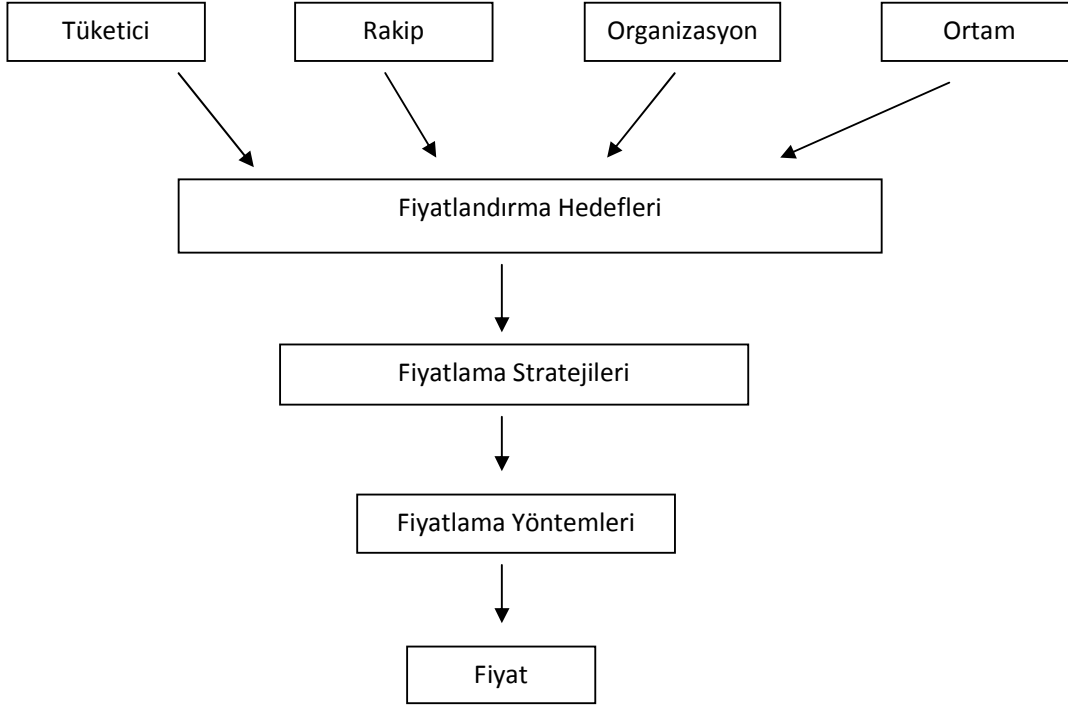 Tüketici
Rakip
Organizasyon
Ortam
Fiyatlandırma Hedefleri
Fiyatlama Stratejileri
Fiyatlama Yöntemleri
Fiyat